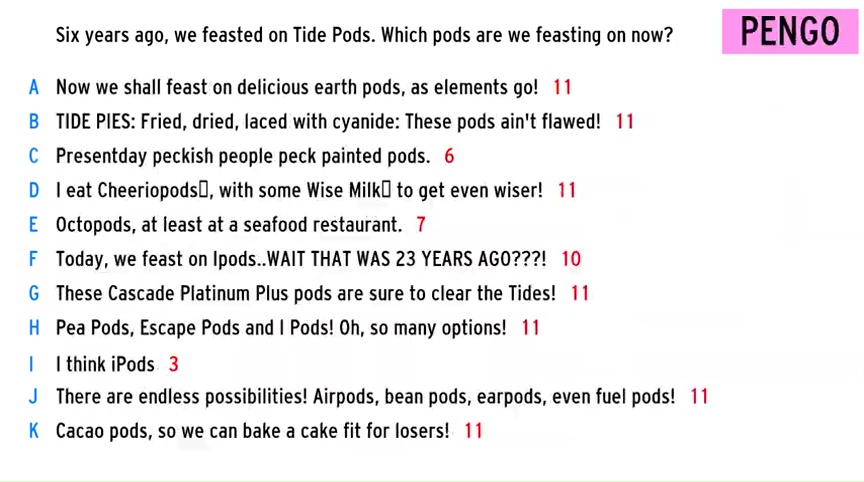 Six years ago, we feasted on Tide Pods. Which pods are we feasting on now?
PENGO
A Now we shall feast on delicious earth pods, as elements go! 11
B TIDE PIES: Fried, dried, laced with cyanide: These pods ain't flawed! 11
C Presentday peckish people peck painted pods. 6
D I eat Cheeriopods▯, with some Wise Milk▯ to get even wiser! 11
E Octopods, at least at a seafood restaurant. 7
F Today, we feast on Ipods..WAIT THAT WAS 23 YEARS AGO???! 10
G These Cascade Platinum Plus pods are sure to clear the Tides! 11
H Pea Pods, Escape Pods and I Pods! Oh, so many options! 11
I I think iPods 3
J There are endless possibilities! Airpods, bean pods, earpods, even fuel pods! 11
K Cacao pods, so we can bake a cake fit for losers! 11